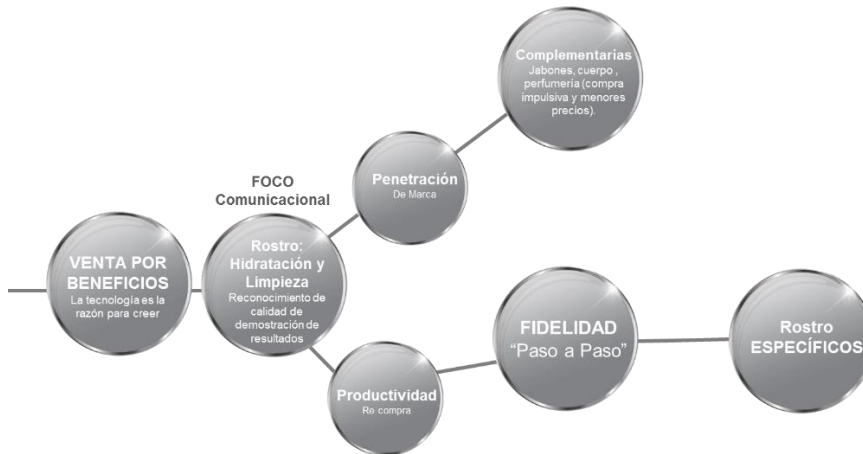 Complementarias
Jabones, cuerpo ,
perfumería (compra
impulsiva y menores
precios).
Penetración
De Marca
FOCO
Comunicacional
VENTA POR
BENEFICIOS
La tecnología es la
razón para creer
Rostro:
Hidratación y
Limpieza
Reconocimiento de
calidad de
demostración de
resultados
Productividad
Re compra
FIDELIDAD
“Paso a Paso”
Rostro
ESPECÍFICOS